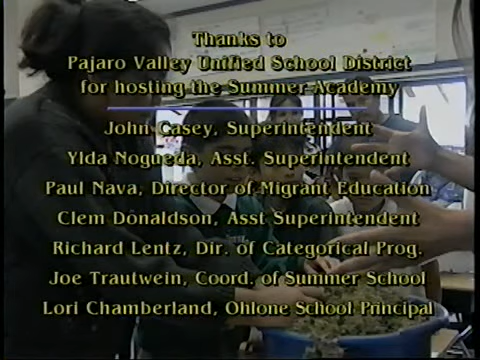 Thanks to
Pajaro Valley Unified School District
for hosting the Summer Academy
John Casey, Superintendent
Ylda Nogueda, Asst. Superintendent
Paul Nava, Director of Migrant Education
Clem Donaldson, Asst Superintendent
Richard Lentz, Dir. of Categorical Prog.
Joe Trautwein, Coord. of Summer School
Lori Chamberland, Ohlone School Principal